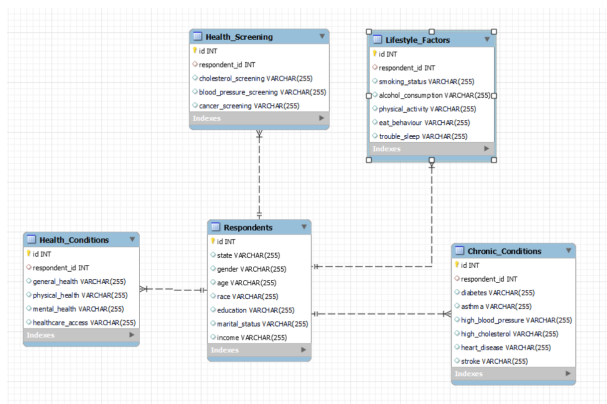 Health_Screening
id INT
respondent_id INT
cholesterol_screening VARCHAR(255)
blood_pressure_screening VARCHAR(255)
cancer_screening VARCHAR(255)
Indexes
Lifestyle_Factors
id INT
respondent_id INT
smoking_status VARCHAR(255)
alcohol_consumption VARCHAR(255)
physical_activity VARCHAR(255)
eat_behaviour VARCHAR(255)
trouble_sleep VARCHAR(255)
Indexes
Health_Conditions
id INT
respondent_id INT
general_health VARCHAR(255)
physical_health VARCHAR(255)
mental_health VARCHAR(255)
healthcare_access VARCHAR(255)
Indexes
Respondents
id INT
state VARCHAR(255)
gender VARCHAR(255)
age VARCHAR(255)
race VARCHAR(255)
education VARCHAR(255)
marital_status VARCHAR(255)
income VARCHAR(255)
Indexes
Chronic_Conditions
id INT
respondent_id INT
diabetes VARCHAR(255)
asthma VARCHAR(255)
high_blood_pressure VARCHAR(255)
high_cholesterol VARCHAR(255)
heart_disease VARCHAR(255)
stroke VARCHAR(255)
Indexes